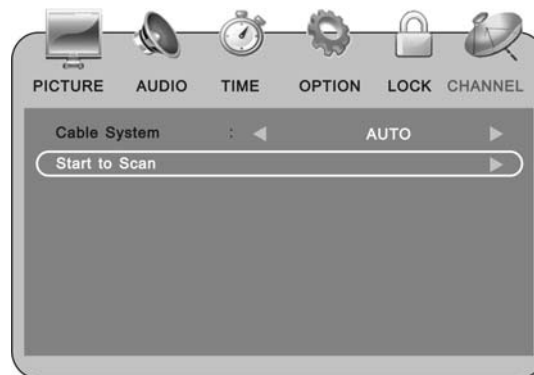 PICTURE AUDIO TIME OPTION LOCK CHANNEL
Cable System : AUTO
Start to Scan